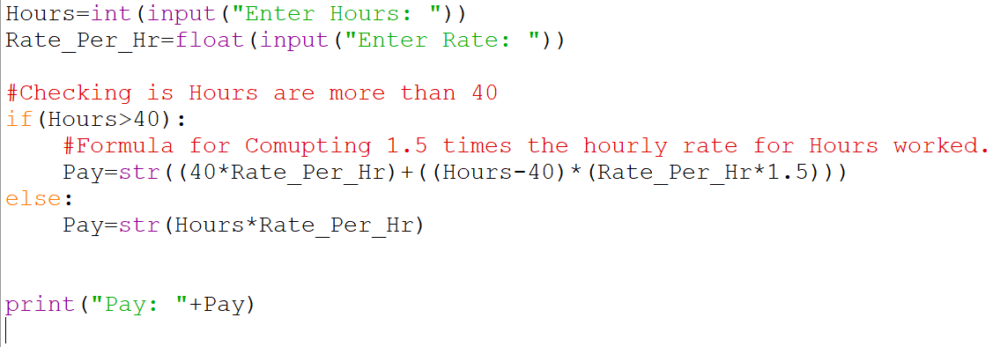 Hours=int(input("Enter Hours: "))
Rate_Per_Hr=float(input("Enter Rate: "))
#Checking is Hours are more than 40
if(Hours>40):
#Formula for Comupting 1.5 times the hourly rate for Hours worked.
Pay=str((40*Rate_Per_Hr)+((Hours-40)*(Rate_Per_Hr*1.5)))
else:
Pay=str(Hours*Rate_Per_Hr)
print("Pay: "+Pay)